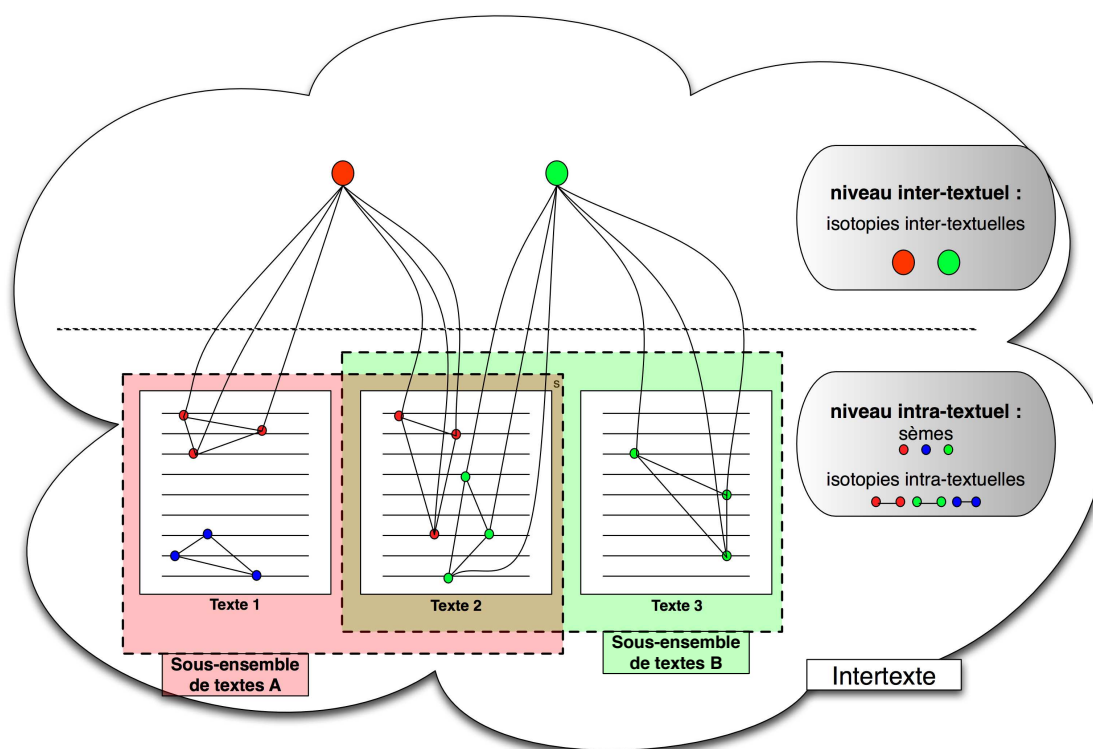 niveau inter-textuel :
isotopies inter-textuelles
s
niveau intra-textuel :
sèmes
isotopies intra-textuelles
Texte 1
Texte 2
Texte 3
Sous-ensemble
de textes A
Sous-ensemble
de textes B
Intertexte